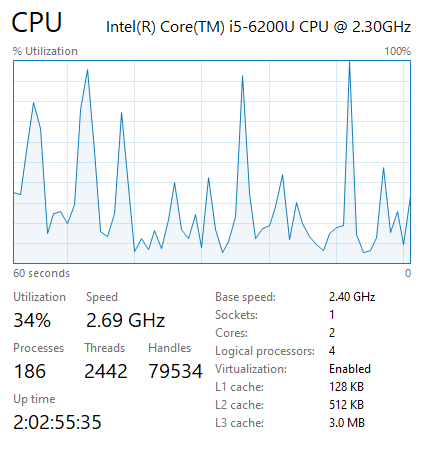 CPU Intel(R) Core(TM) i5-6200U CPU @ 2.30GHz
% Utilization 100%
60 seconds 0
Utilization Speed
34% 2.69 GHz
Processes Threads Handles
186 2442 79534
Up time
2:02:55:35
Base speed: 2.40 GHz
Sockets: 1
Cores: 2
Logical processors: 4
Virtualization: Enabled
L1 cache: 128 KB
L2 cache: 512 KB
L3 cache: 3.0 MB